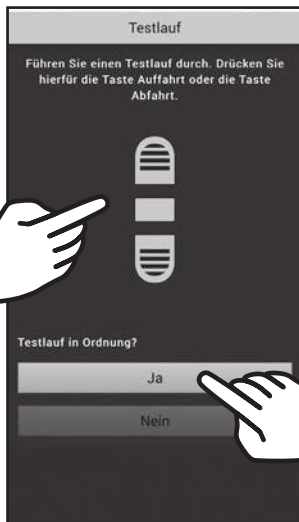 Testlauf
Führen Sie einen Testlauf durch. Drücken Sie
hierfür die Taste Auffahrt oder die Taste
Abfahrt.
Testlauf in Ordnung?
Ja
Nein